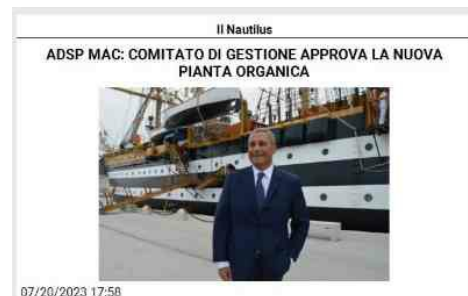 Il Nautilus
ADSP MAC: COMITATO DI GESTIONE APPROVA LA NUOVA
PIANTA ORGANICA
07/20/2023 17:58